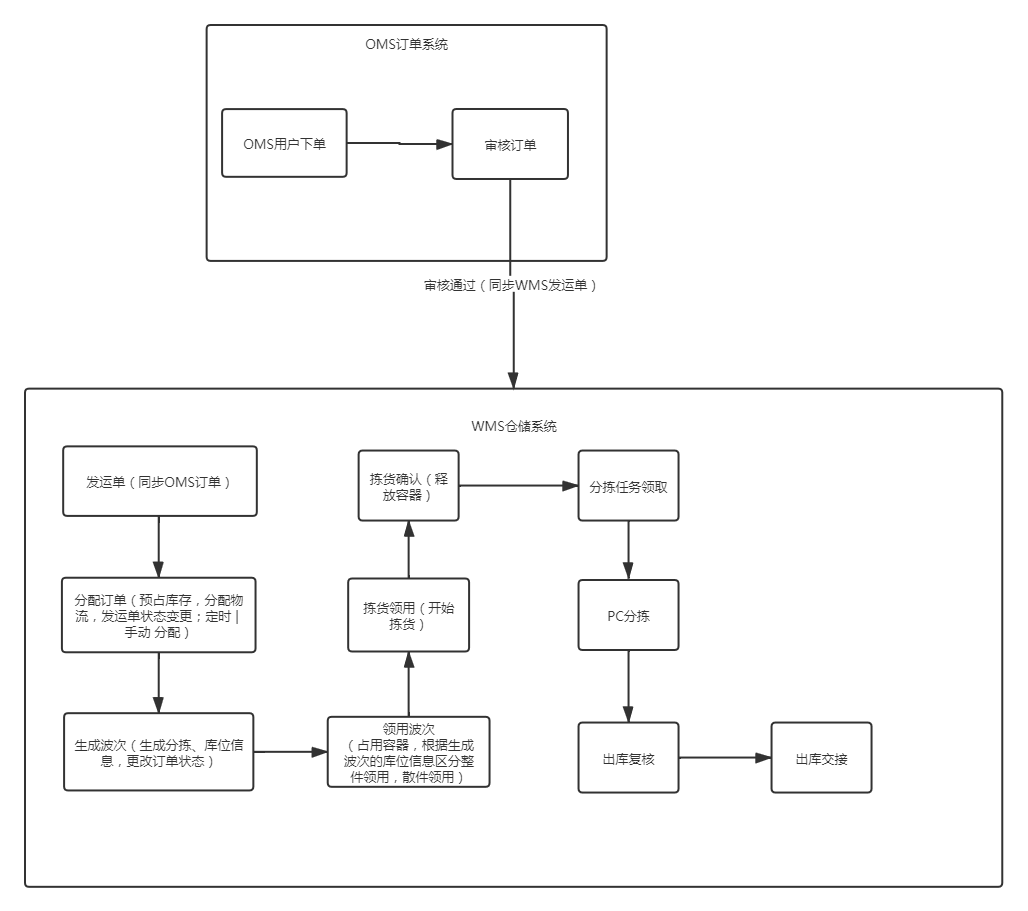 OMS订单系统
OMS用户下单
审核订单
审核通过（同步WMS发运单）
WMS仓储系统
发运单（同步OMS订单）
分配订单（预占库存，分配物
流，发运单状态变更；定时 |
手动 分配）
生成波次（生成分拣、库位信
息，更改订单状态）
领用波次
（占用容器，根据生成
波次的库位信息区分整
件领用，散件领用）
拣货领用（开始
拣货）
拣货确认（释
放容器）
分拣任务领取
PC分拣
出库复核
出库交接